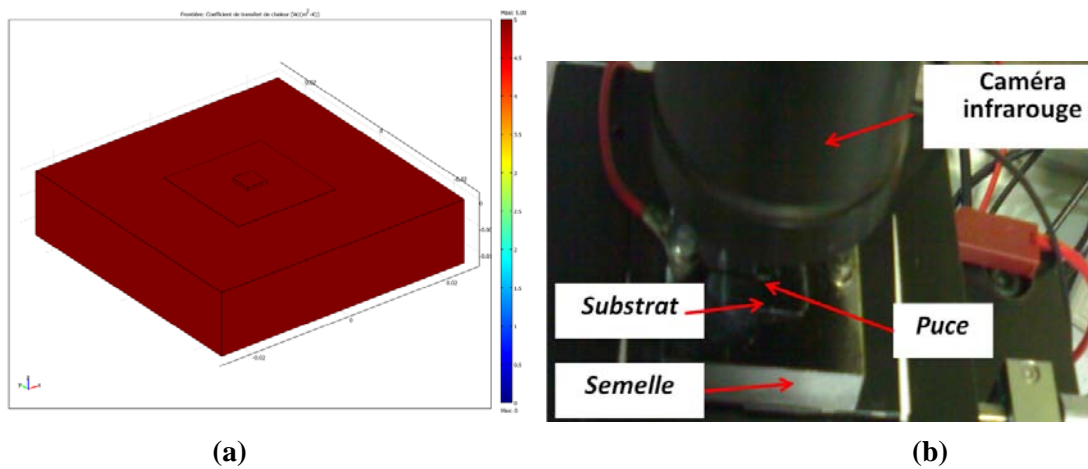 Frontière: Coefficient de transfert de chaleur [W/(m²·K)]
Max: 5.00
5
4.5
4
3.5
3
2.5
2
1.5
1
0.5
0
0.02
0
-0.02
0
0.02
0
-0.02
z
y
x
Caméra
infrarouge
Substrat
Puce
Semelle
(a)
(b)